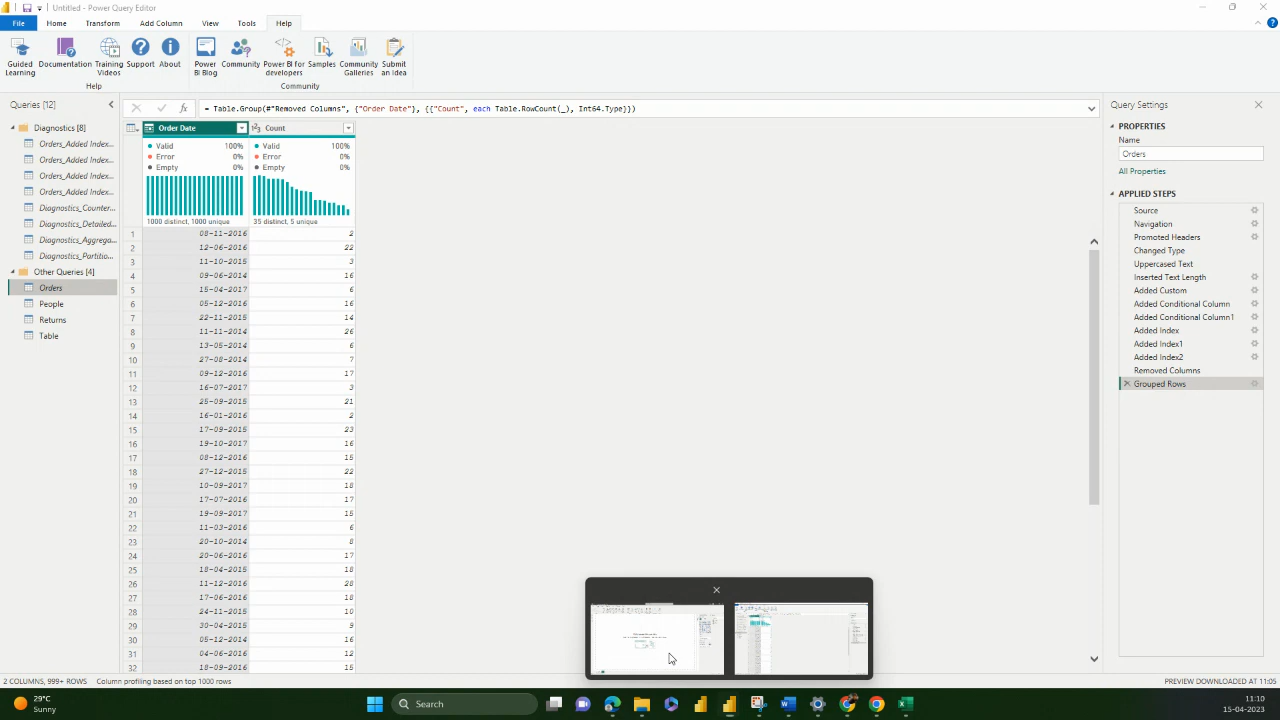 Untitled - Power Query Editor
File Home Transform Add Column View Tools Help
Guided Learning Documentation Training Videos Support About Power BI Blog Community Power BI for developers Samples Community Galleries Submit an Idea
Help Community
Queries [12]
fx = Table.Group(#"Removed Columns", {"Order Date"}, {{"Count", each Table.RowCount(_), Int64.Type}})
Diagnostics [8]
Orders_Added Index...
Orders_Added Index...
Orders_Added Index...
Orders_Added Index...
Diagnostics_Counter...
Diagnostics_Detailed...
Diagnostics_Aggrega...
Diagnostics_Partitio...
Other Queries [4]
Orders
People
Returns
Table
Order Date 123 Count
Valid 100% Valid 100%
Error 0% Error 0%
Empty 0% Empty 0%
1000 distinct, 1000 unique 35 distinct, 5 unique
1 08-11-2016 2
2 12-06-2016 22
3 11-10-2015 3
4 09-06-2014 16
5 15-04-2017 6
6 05-12-2016 16
7 22-11-2015 14
8 11-11-2014 26
9 13-05-2014 6
10 27-08-2014 7
11 09-12-2016 17
12 16-07-2017 3
13 25-09-2015 21
14 16-01-2016 2
15 17-09-2015 23
16 19-10-2017 16
17 08-12-2016 15
18 27-12-2015 22
19 10-09-2017 18
20 17-07-2016 17
21 19-09-2017 15
22 11-03-2016 6
23 20-10-2014 8
24 20-06-2016 17
25 18-04-2015 18
26 11-12-2016 28
27 17-06-2016 18
28 24-11-2015 10
29 30-04-2015 9
30 05-12-2014 16
31 04-06-2016 12
32 18-09-2016 15
Query Settings
PROPERTIES
Name
Orders
All Properties
APPLIED STEPS
Source
Navigation
Promoted Headers
Changed Type
Uppercased Text
Inserted Text Length
Added Custom
Added Conditional Column
Added Conditional Column1
Added Index
Added Index1
Added Index2
Removed Columns
Grouped Rows
2 COLUMNS, 999+ ROWS Column profiling based on top 1000 rows PREVIEW DOWNLOADED AT 11:05
29°C
Sunny
Search
11:10
15-04-2023